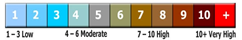 1 2 3 4 5 6 7 8 9 10 +
1 – 3 Low 4 – 6 Moderate 7 – 10 High 10+ Very High